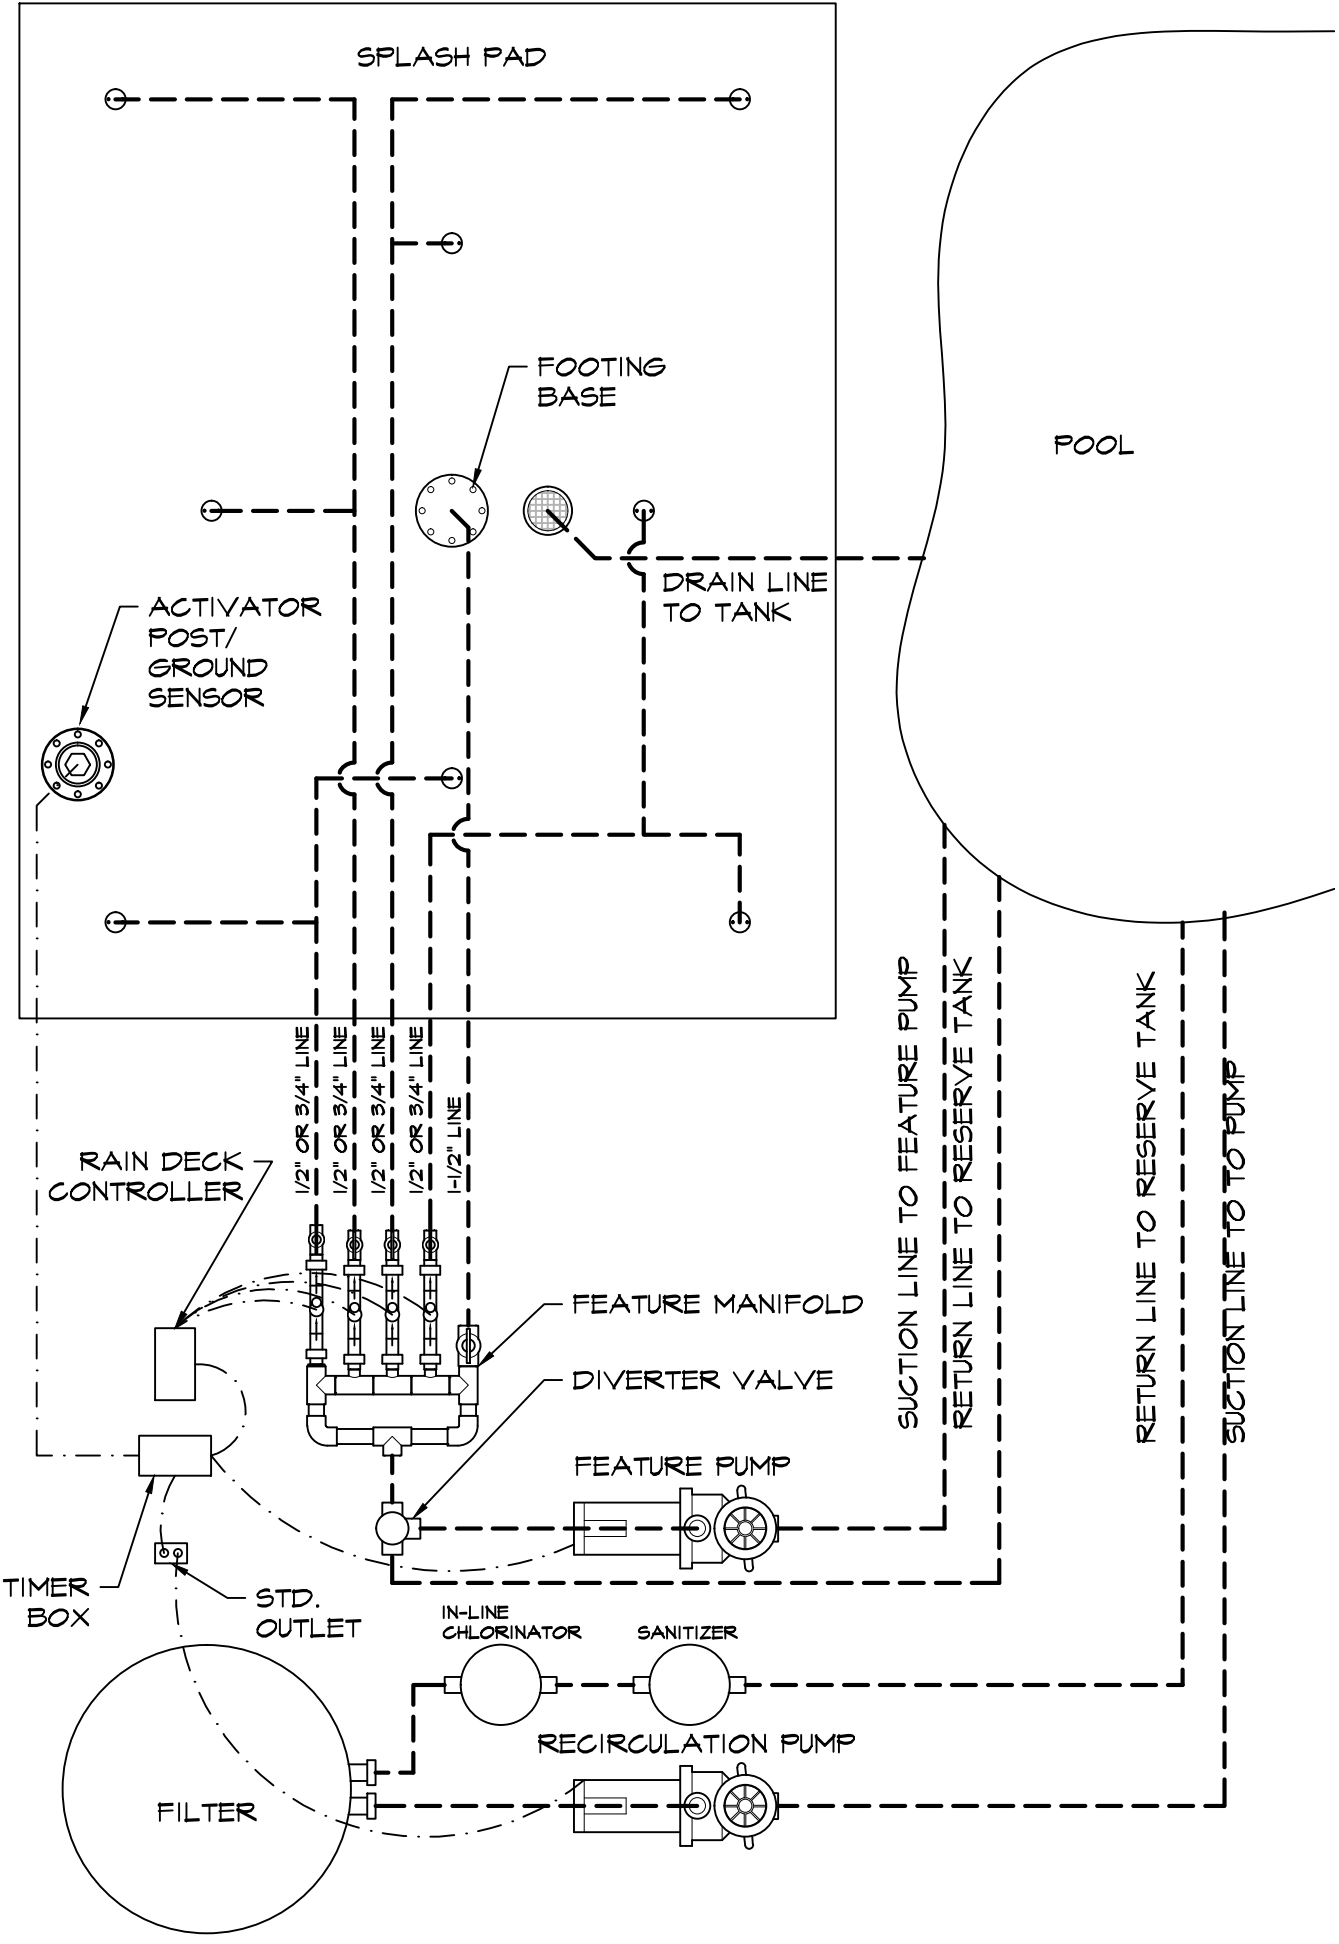 SPLASH PAD
FOOTING
BASE
POOL
DRAIN LINE
TO TANK
ACTIVATOR
POST/
GROUND
SENSOR
1/2" OR 3/4" LINE
1/2" OR 3/4" LINE
1/2" OR 3/4" LINE
1/2" OR 3/4" LINE
1-1/2" LINE
SUCTION LINE TO FEATURE PUMP
RETURN LINE TO RESERVE TANK
RETURN LINE TO RESERVE TANK
SUCTION LINE TO TO PUMP
RAIN DECK
CONTROLLER
FEATURE MANIFOLD
DIVERTER VALVE
FEATURE PUMP
TIMER
BOX
STD.
OUTLET
IN-LINE
CHLORINATOR
SANITIZER
RECIRCULATION PUMP
FILTER